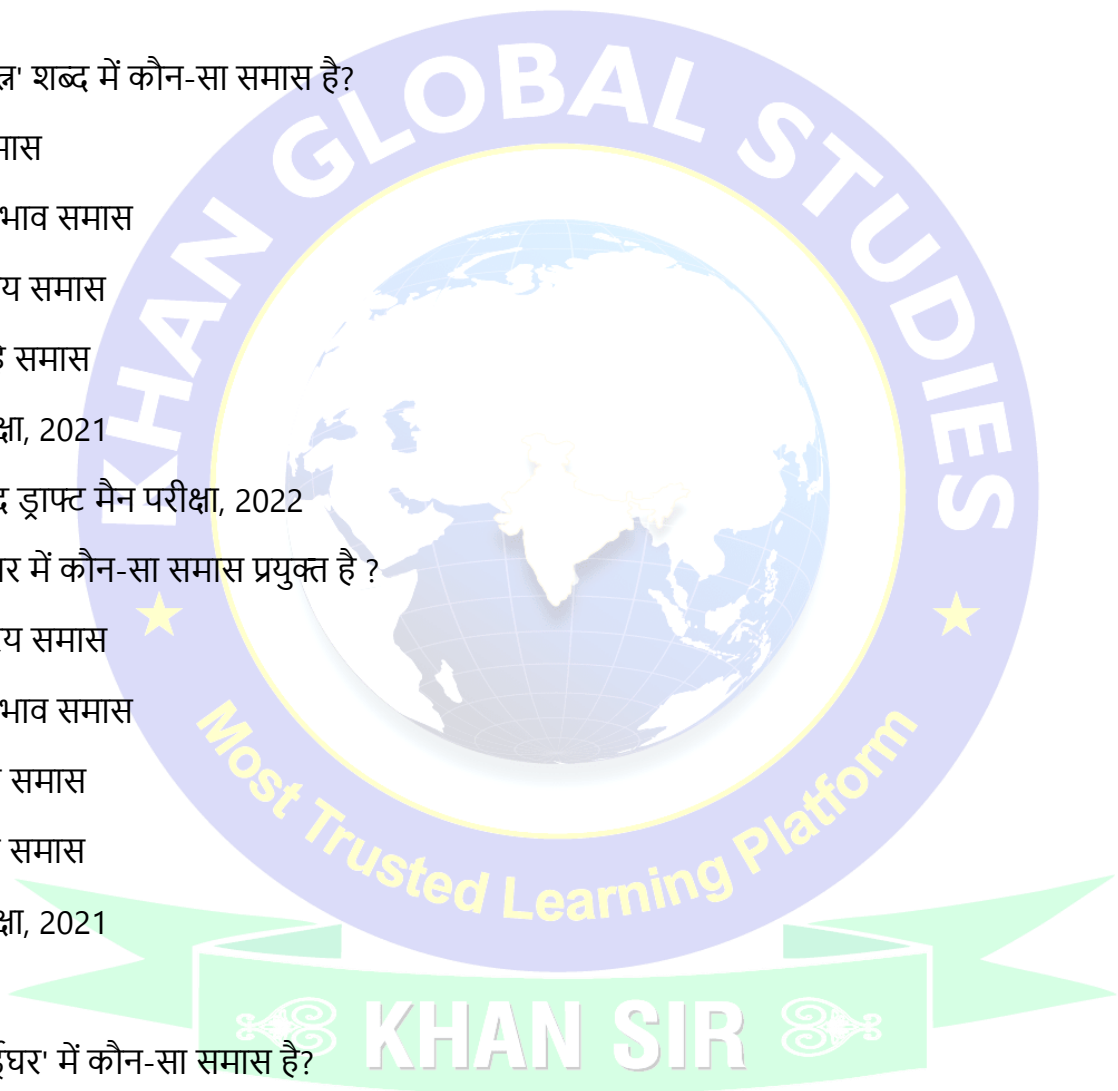 त्न' शब्द में कौन-सा समास है?
मास
भाव समास
य समास
हे समास
क्षा, 2021
द ड्राफ्ट मैन परीक्षा, 2022
र में कौन-सा समास प्रयुक्त है ?
य समास
भाव समास
समास
समास
क्षा, 2021
ईघर' में कौन-सा समास है?
KHAN GLOBAL STUDIES
Most Trusted Learning Platform
KHAN SIR